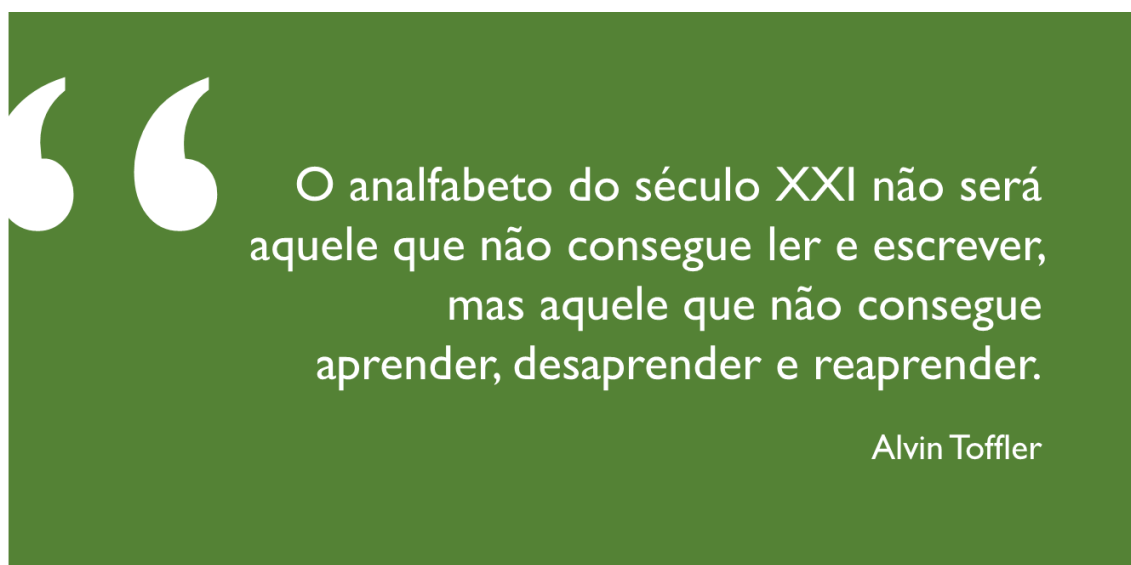 “
O analfabeto do século XXI não será
aquele que não consegue ler e escrever,
mas aquele que não consegue
aprender, desaprender e reaprender.
Alvin Toffler